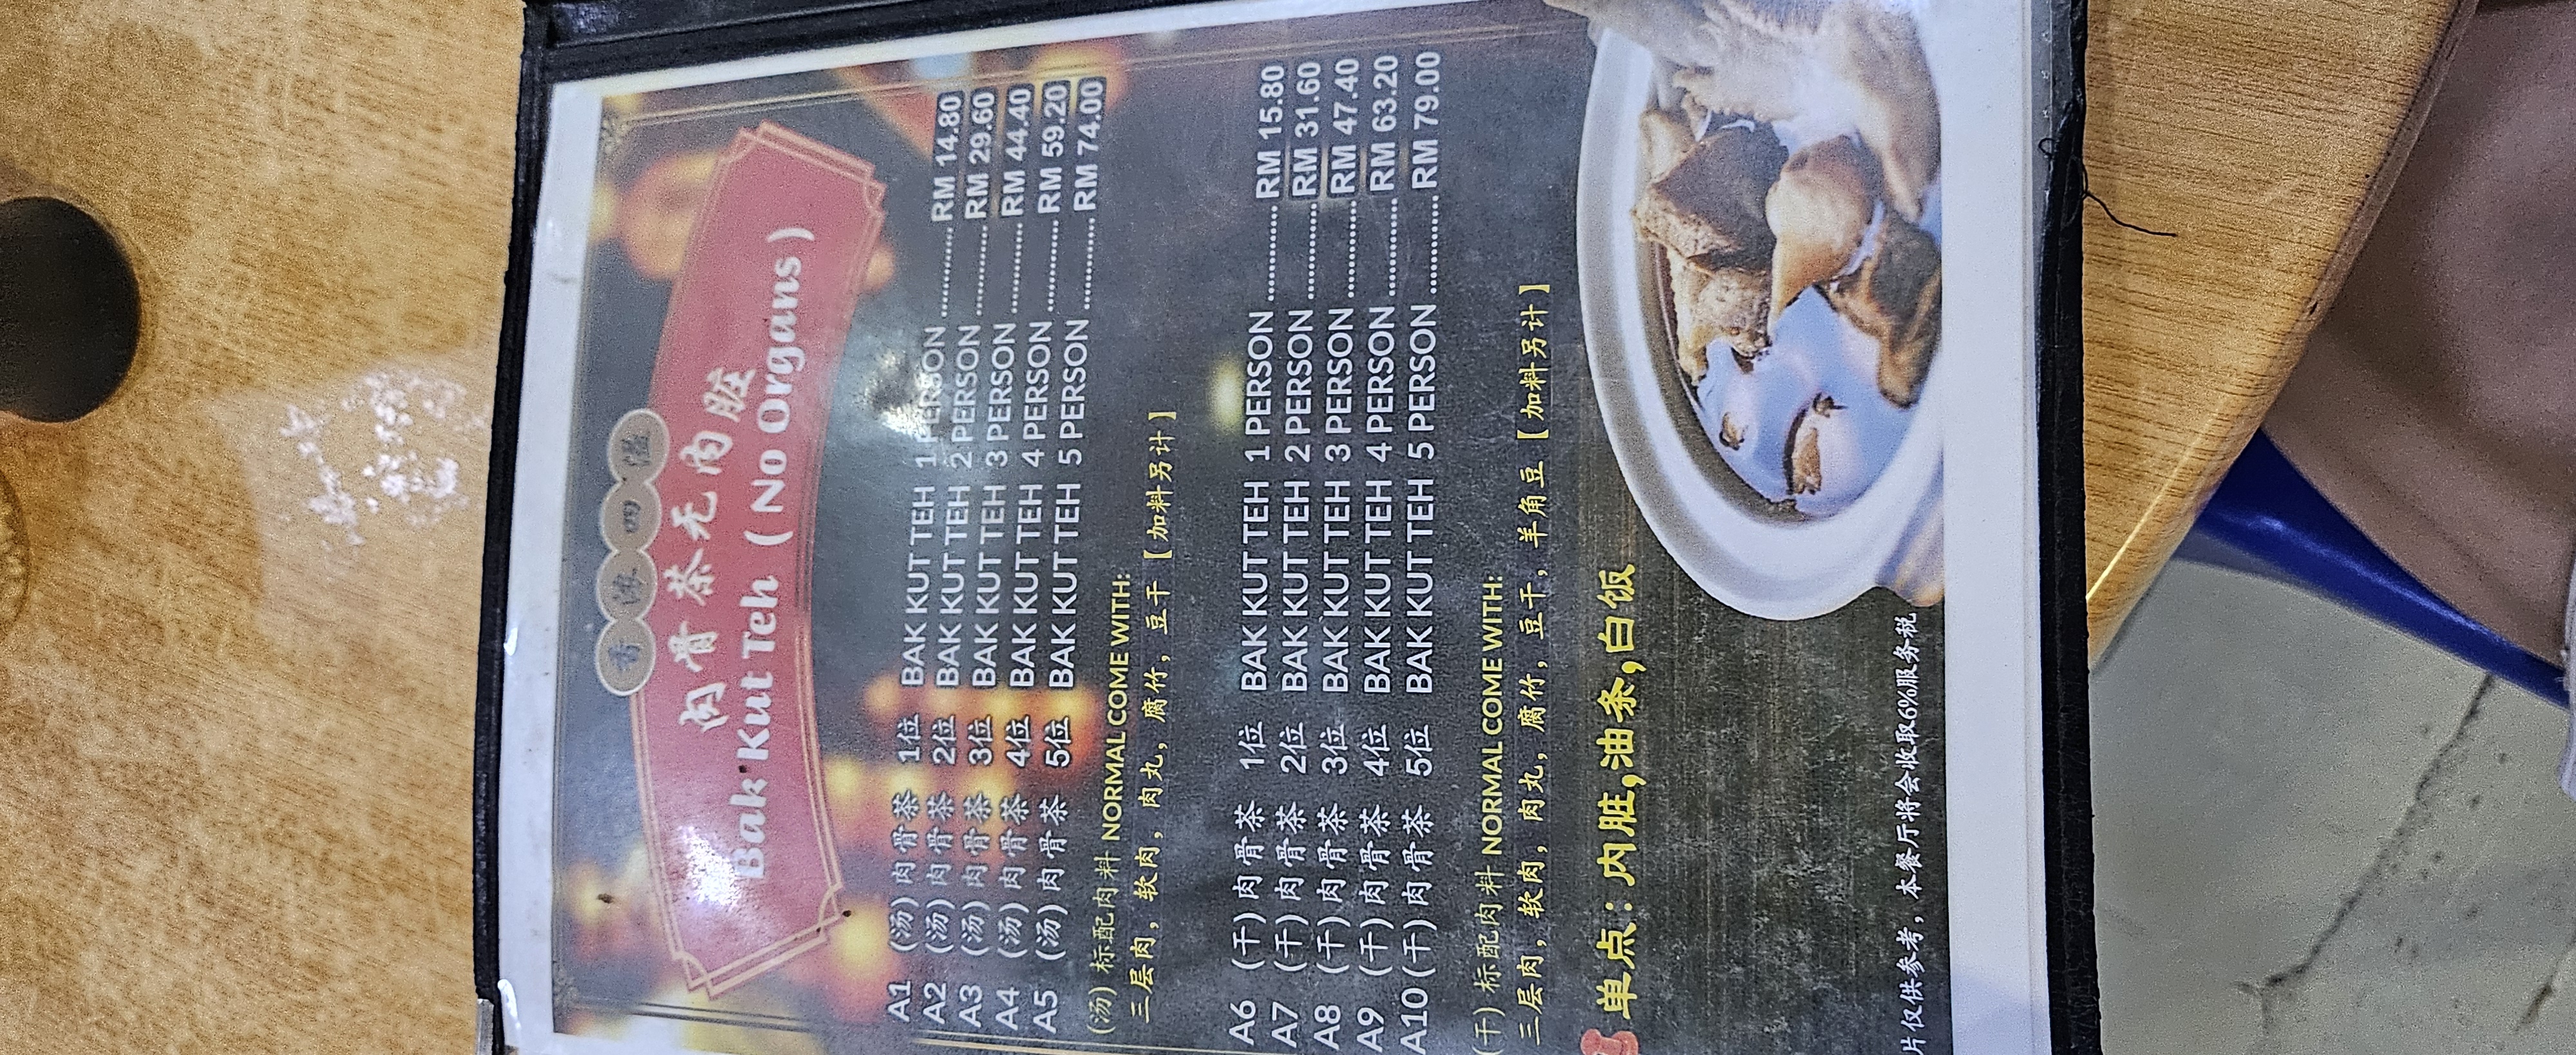 香浓四溢
肉骨茶无内脏
Bak Kut Teh ( No Organs )
A1 (汤) 肉骨茶 1位 BAK KUT TEH 1 PERSON ............ RM 14.80
A2 (汤) 肉骨茶 2位 BAK KUT TEH 2 PERSON ............ RM 29.60
A3 (汤) 肉骨茶 3位 BAK KUT TEH 3 PERSON ............ RM 44.40
A4 (汤) 肉骨茶 4位 BAK KUT TEH 4 PERSON ............ RM 59.20
A5 (汤) 肉骨茶 5位 BAK KUT TEH 5 PERSON ............ RM 74.00
(汤) 标配肉料 NORMAL COME WITH:
三层肉, 软肉, 肉丸, 腐竹, 豆干【加料另计】
A6 (干) 肉骨茶 1位 BAK KUT TEH 1 PERSON ............ RM 15.80
A7 (干) 肉骨茶 2位 BAK KUT TEH 2 PERSON ............ RM 31.60
A8 (干) 肉骨茶 3位 BAK KUT TEH 3 PERSON ............ RM 47.40
A9 (干) 肉骨茶 4位 BAK KUT TEH 4 PERSON ............ RM 63.20
A10 (干) 肉骨茶 5位 BAK KUT TEH 5 PERSON ............ RM 79.00
(干) 标配肉料 NORMAL COME WITH:
三层肉, 软肉, 肉丸, 腐竹, 豆干, 羊角豆【加料另计】
单点：内脏,油条,白饭
片仅供参考, 本餐厅将会收取6%服务税